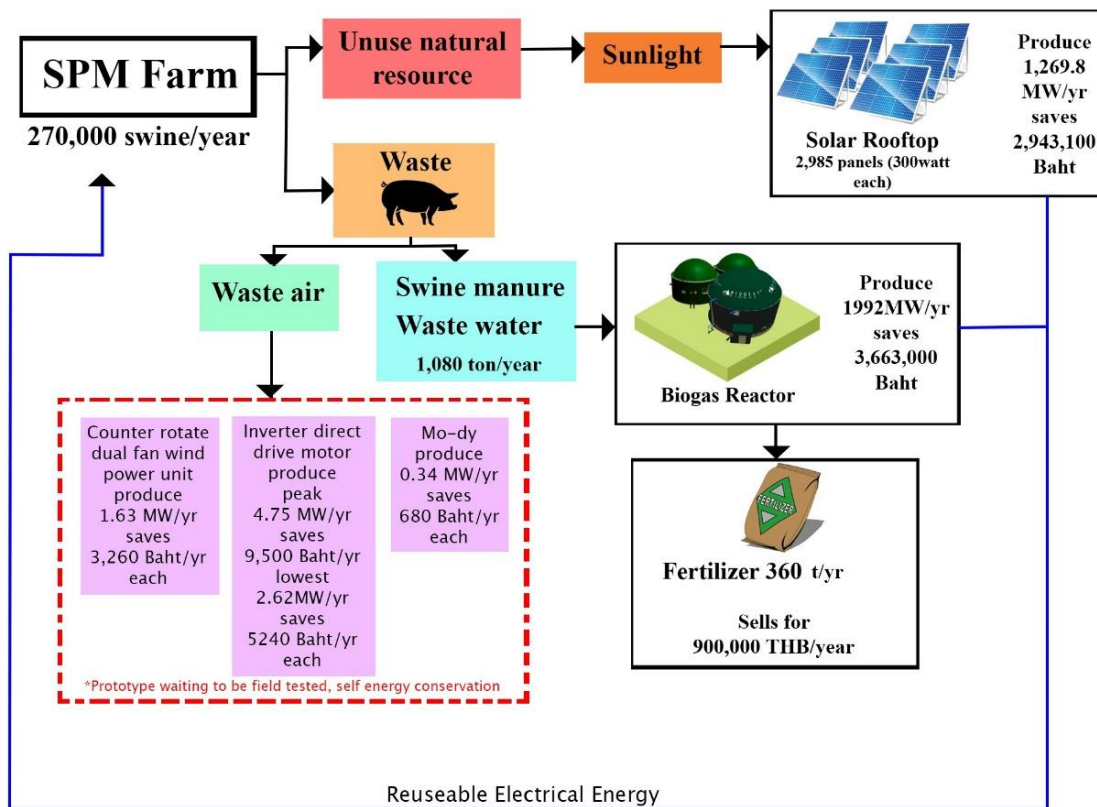 SPM Farm
270,000 swine/year
Unuse natural
resource
Sunlight
Solar Rooftop
2,985 panels (300watt
each)
Produce
1,269.8
MW/yr
saves
2,943,100
Baht
Waste
Waste air
Swine manure
Waste water
1,080 ton/year
Biogas Reactor
Produce
1992MW/yr
saves
3,663,000
Baht
Counter rotate
dual fan wind
power unit
produce
1.63 MW/yr
saves
3,260 Baht/yr
each
Inverter direct
drive motor
produce
peak
4.75 MW/yr
saves
9,500 Baht/yr
lowest
2.62MW/yr
saves
5240 Baht/yr
each
Mo-dy
produce
0.34 MW/yr
saves
680 Baht/yr
each
*Prototype waiting to be field tested, self energy conservation
FERTILIZER
Fertilizer 360 t/yr
Sells for
900,000 THB/year
Reuseable Electrical Energy